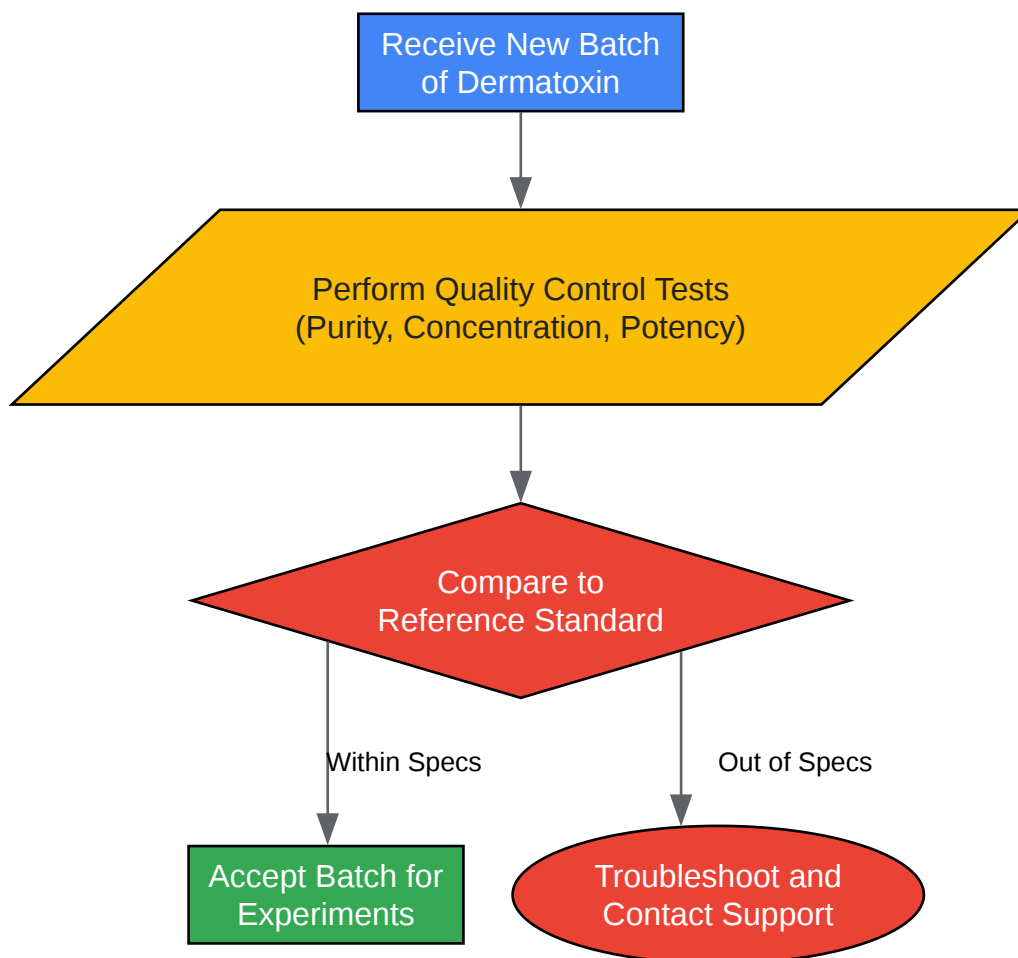 Receive New Batch
of Dermatoxin
Perform Quality Control Tests
(Purity, Concentration, Potency)
Compare to
Reference Standard
Within Specs
Out of Specs
Accept Batch for
Experiments
Troubleshoot and
Contact Support